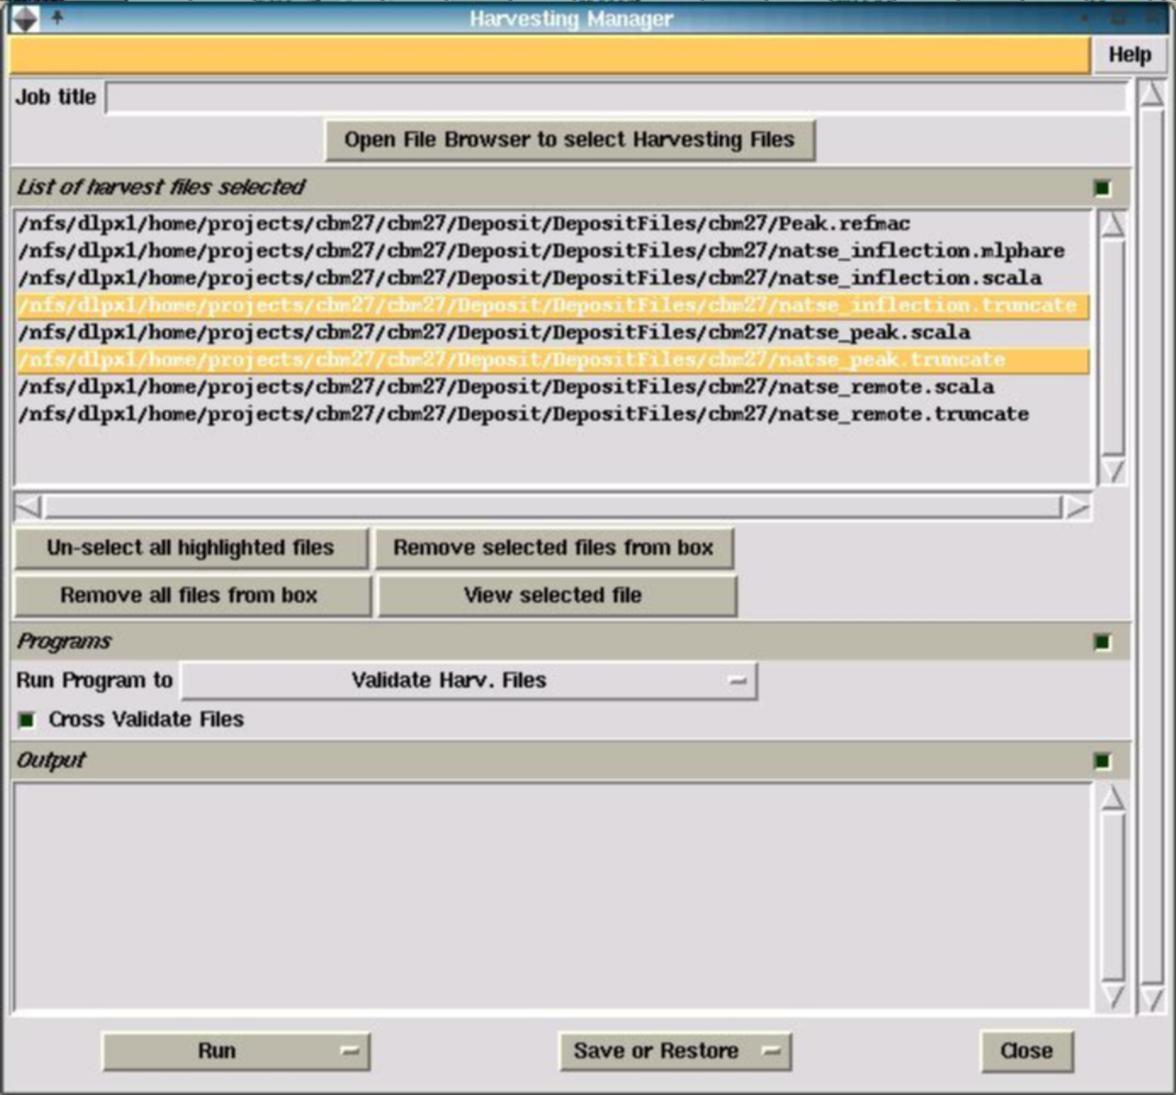 Harvesting Manager
Help
Job title
Open File Browser to select Harvesting Files
List of harvest files selected
/nfs/dlpx1/home/projects/cbm27/cbm27/Deposit/DepositFiles/cbm27/Peak.refmac
/nfs/dlpx1/home/projects/cbm27/cbm27/Deposit/DepositFiles/cbm27/natse_inflection.mlphare
/nfs/dlpx1/home/projects/cbm27/cbm27/Deposit/DepositFiles/cbm27/natse_inflection.scala
/nfs/dlpx1/home/projects/cbm27/cbm27/Deposit/DepositFiles/cbm27/natse_inflection.truncate
/nfs/dlpx1/home/projects/cbm27/cbm27/Deposit/DepositFiles/cbm27/natse_peak.scala
/nfs/dlpx1/home/projects/cbm27/cbm27/Deposit/DepositFiles/cbm27/natse_peak.truncate
/nfs/dlpx1/home/projects/cbm27/cbm27/Deposit/DepositFiles/cbm27/natse_remote.scala
/nfs/dlpx1/home/projects/cbm27/cbm27/Deposit/DepositFiles/cbm27/natse_remote.truncate
Un-select all highlighted files
Remove selected files from box
Remove all files from box
View selected file
Programs
Run Program to Validate Harv. Files
Cross Validate Files
Output
Run
Save or Restore
Close